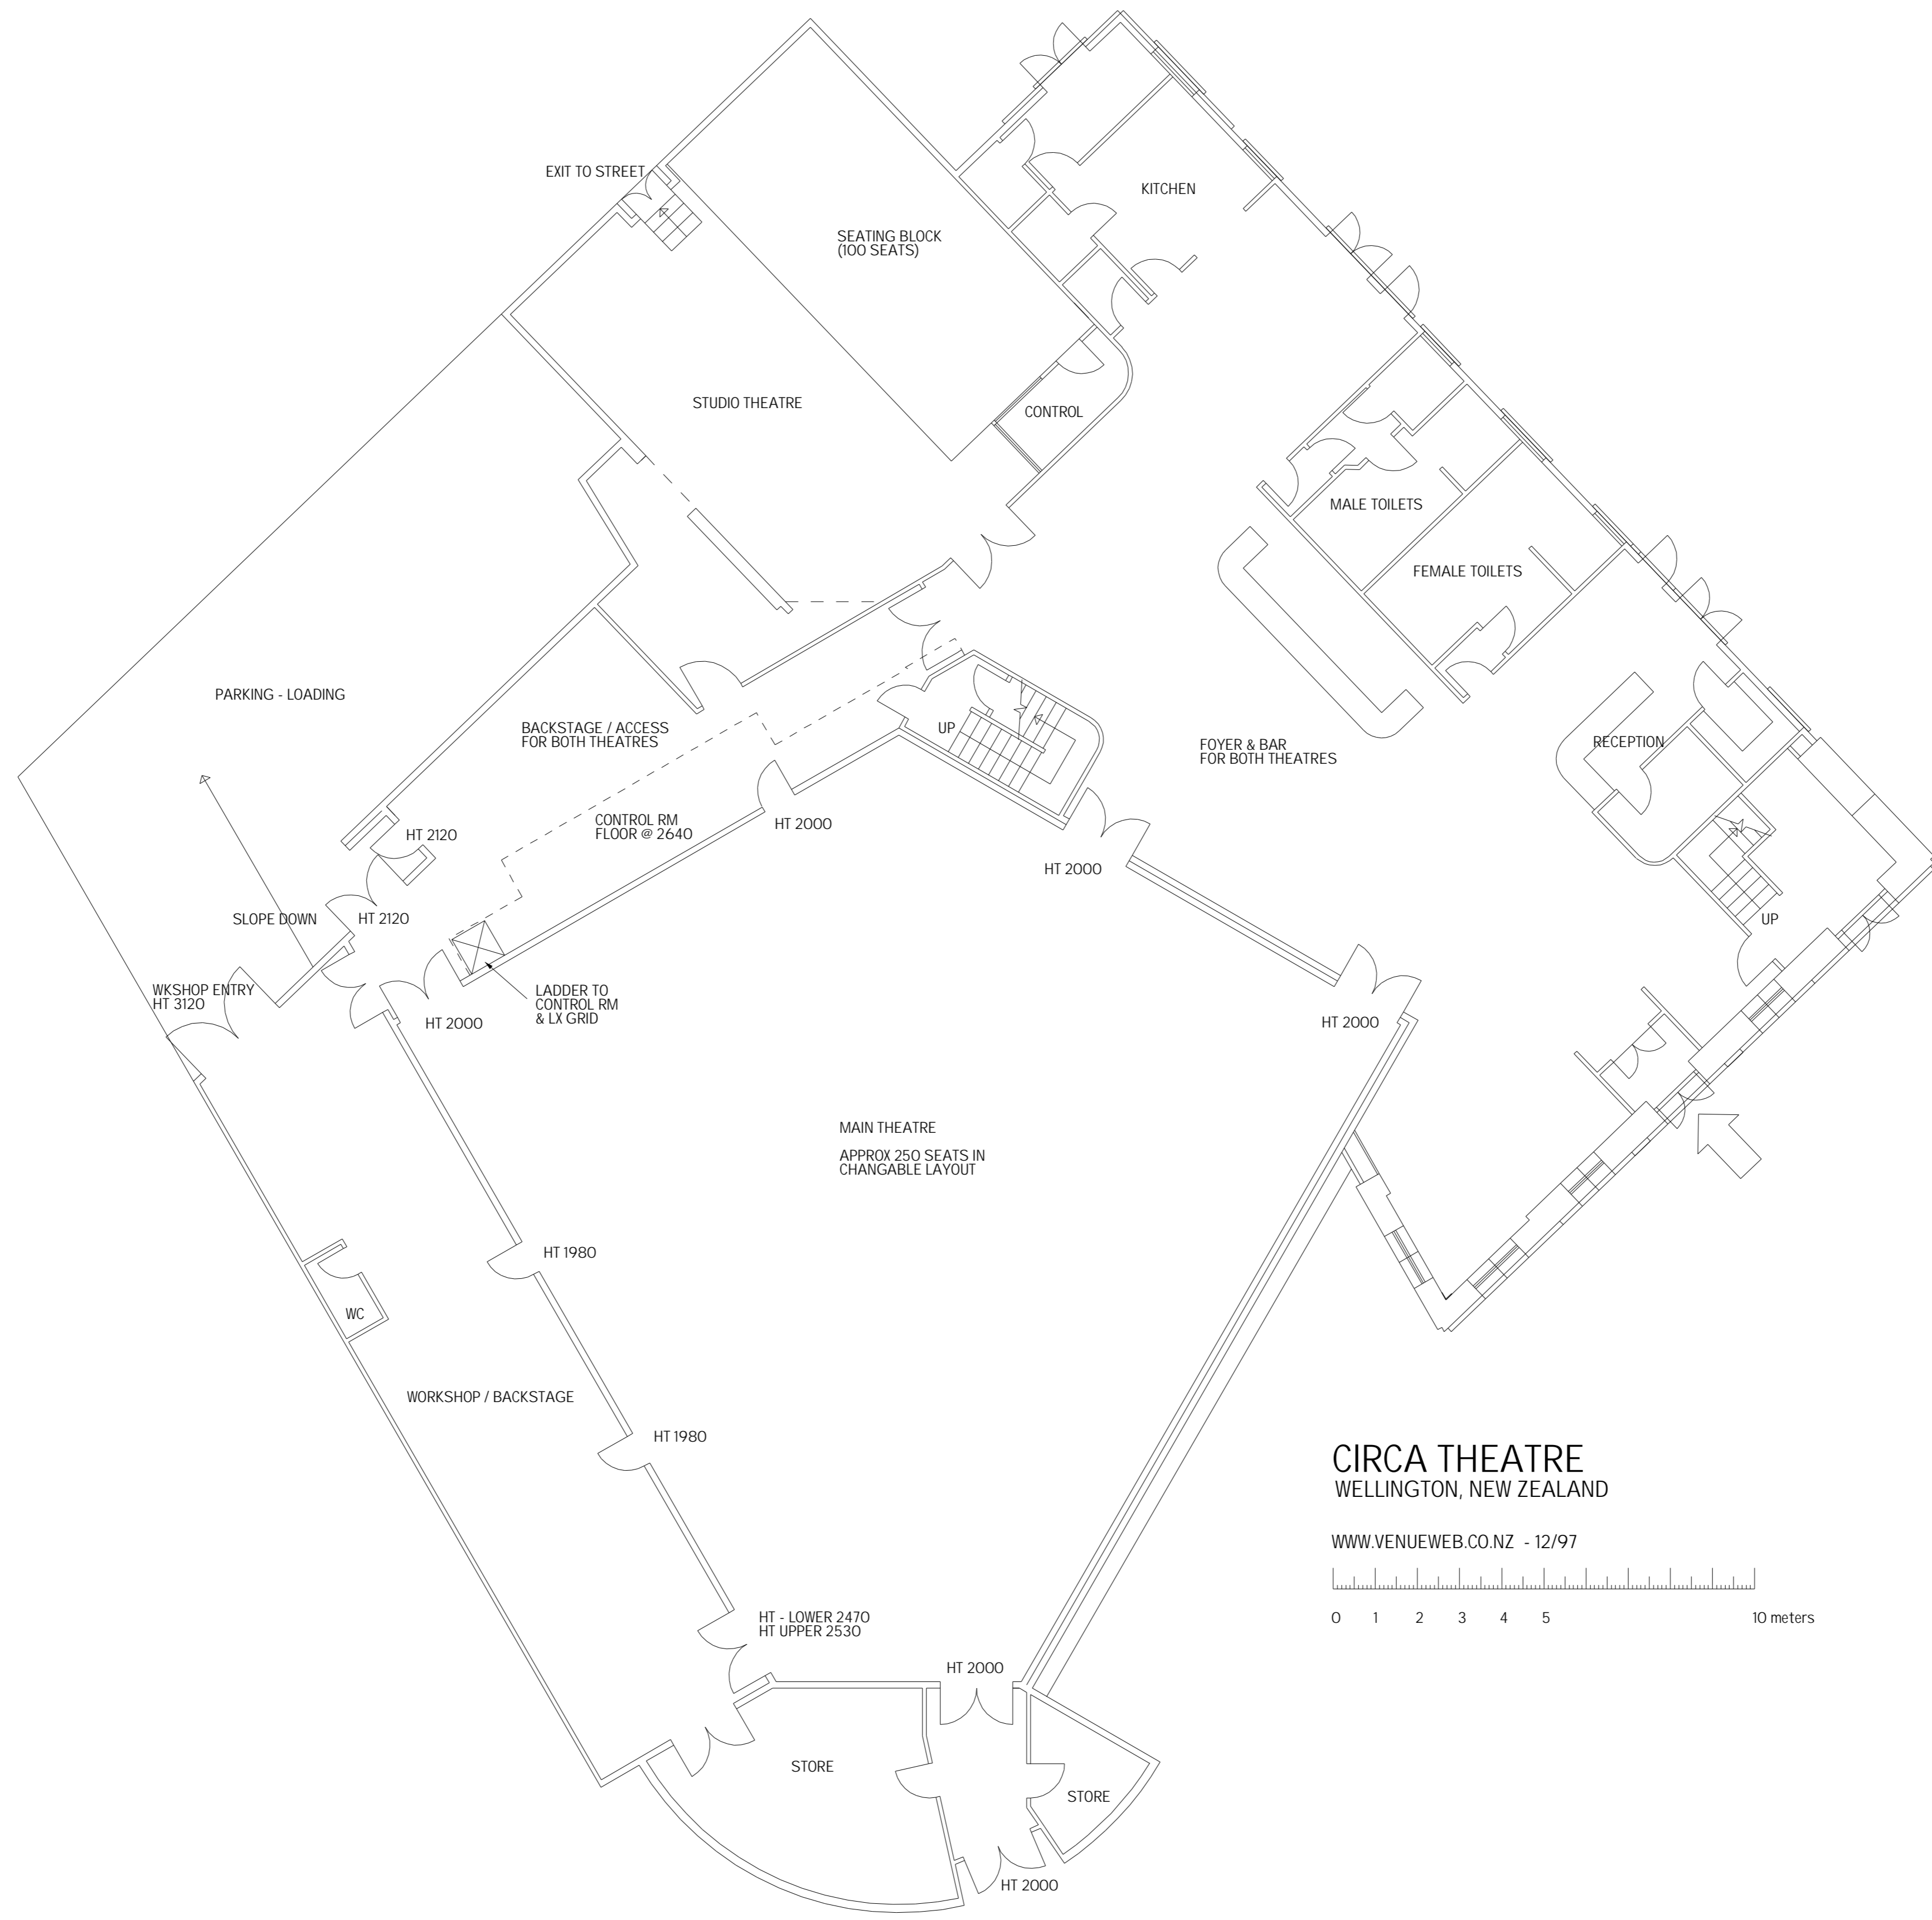 EXIT TO STREET
KITCHEN
SEATING BLOCK
(100 SEATS)
STUDIO THEATRE
CONTROL
MALE TOILETS
FEMALE TOILETS
PARKING - LOADING
BACKSTAGE / ACCESS
FOR BOTH THEATRES
UP
FOYER & BAR
FOR BOTH THEATRES
RECEPTION
CONTROL RM
FLOOR @ 2640
HT 2000
HT 2120
HT 2000
SLOPE DOWN
HT 2120
UP
WKSHOP ENTRY
HT 3120
LADDER TO
CONTROL RM
& LX GRID
HT 2000
HT 2000
MAIN THEATRE
APPROX 250 SEATS IN
CHANGABLE LAYOUT
HT 1980
WC
WORKSHOP / BACKSTAGE
HT 1980
CIRCA THEATRE
WELLINGTON, NEW ZEALAND
WWW.VENUEWEB.CO.NZ - 12/97
0 1 2 3 4 5 10 meters
HT - LOWER 2470
HT UPPER 2530
HT 2000
STORE
STORE
HT 2000